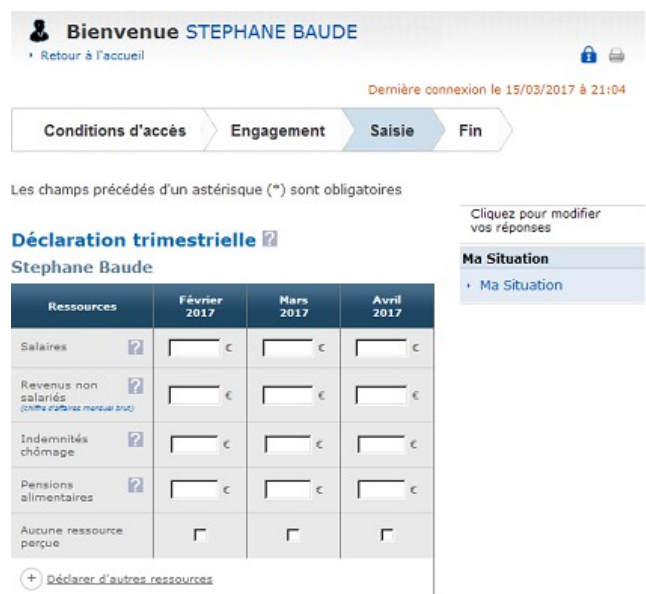 Bienvenue STEPHANE BAUDE
Retour à l'accueil
Dernière connexion le 15/03/2017 à 21:04
Conditions d'accès Engagement Saisie Fin
Les champs précédés d'un astérisque (*) sont obligatoires
Cliquez pour modifier
vos réponses
Ma Situation
Ma Situation
Déclaration trimestrielle ?
Stephane Baude
Ressources Février 2017 Mars 2017 Avril 2017
Salaires ? € € €
Revenus non
salariés ? € € €
(chiffre d'affaires mensuel brut)
Indemnités
chômage ? € € €
Pensions
alimentaires ? € € €
Aucune ressource
perçue
+ Déclarer d'autres ressources